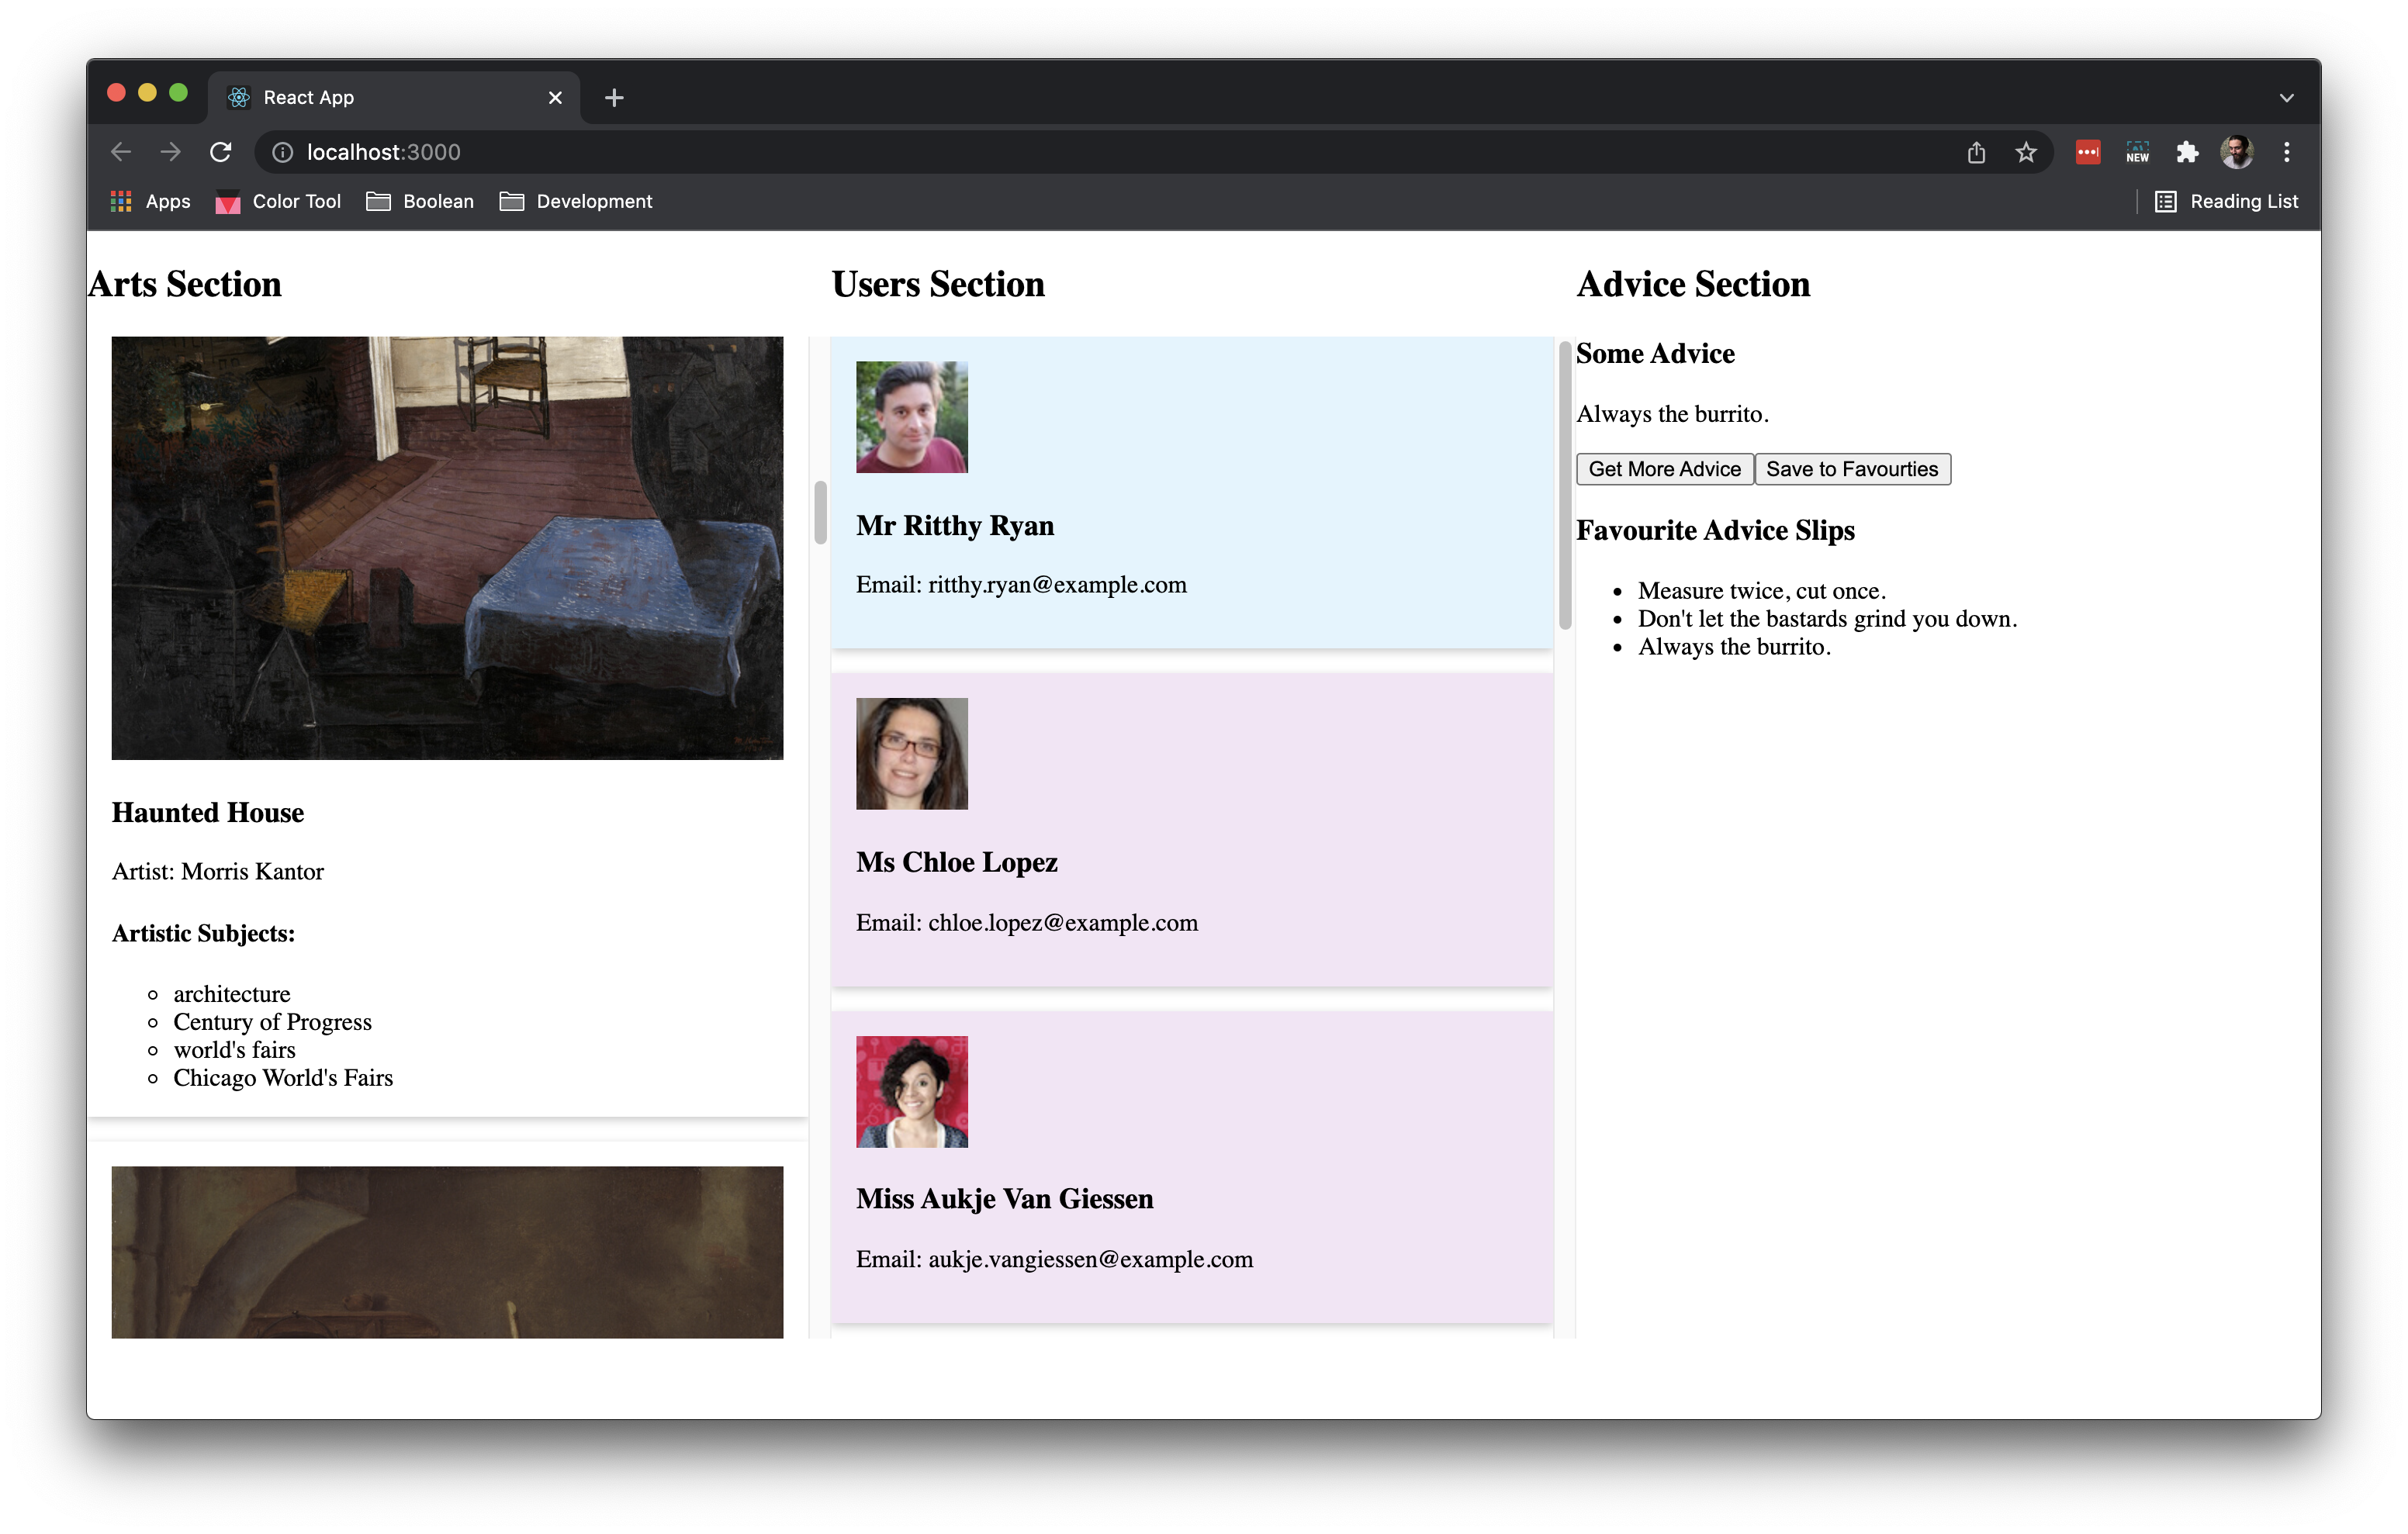 React App
localhost:3000
NEW
Apps
Color Tool
Boolean
Development
Reading List
Arts Section
Haunted House
Artist: Morris Kantor
Artistic Subjects:
architecture
Century of Progress
world's fairs
Chicago World's Fairs
Users Section
Mr Ritthy Ryan
Email: ritthy.ryan@example.com
Ms Chloe Lopez
Email: chloe.lopez@example.com
Miss Aukje Van Giessen
Email: aukje.vangiessen@example.com
Advice Section
Some Advice
Always the burrito.
Get More Advice
Save to Favourties
Favourite Advice Slips
Measure twice, cut once.
Don't let the bastards grind you down.
Always the burrito.